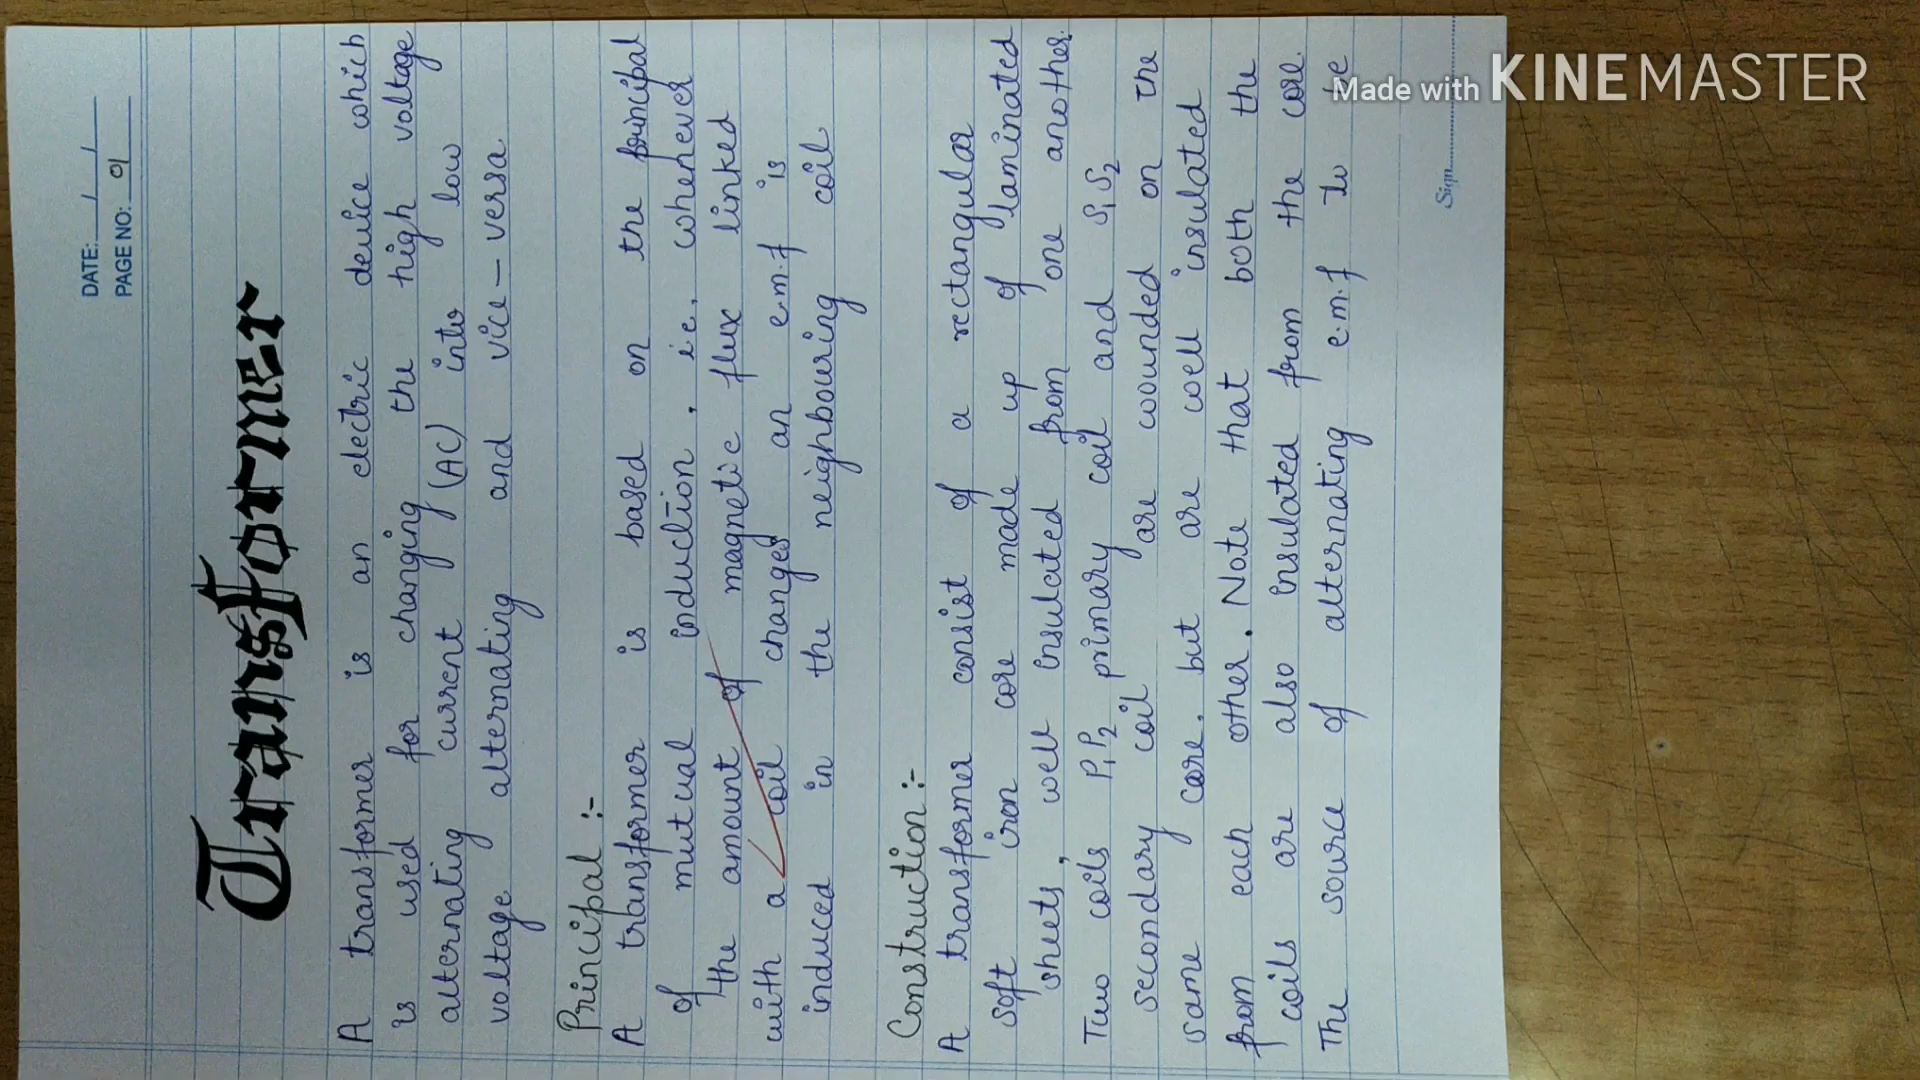 DATE: / /
PAGE NO: 01
Transformer
A transformer is an electric device which
is used for changing the high voltage
alternating current (AC) into low
voltage alternating and vice-versa.
Principal :-
A transformer is based on the principal
of mutual induction, i.e, whenever
the amount of magnetic flux linked
with a coil changes an e.m.f is
induced in the neighbouring coil
Construction :-
A transformer consist of a rectangular
soft iron core made up of laminated
sheets, well insulated from one another.
Two coils P₁P₂ primary coil and S₁S₂
secondary coil are wounded on the
same core. but are well insulated
from each other. Note that both the
coils are also insulated from the core.
The source of alternating e.m.f to be
Sign
Made with KINEMASTER